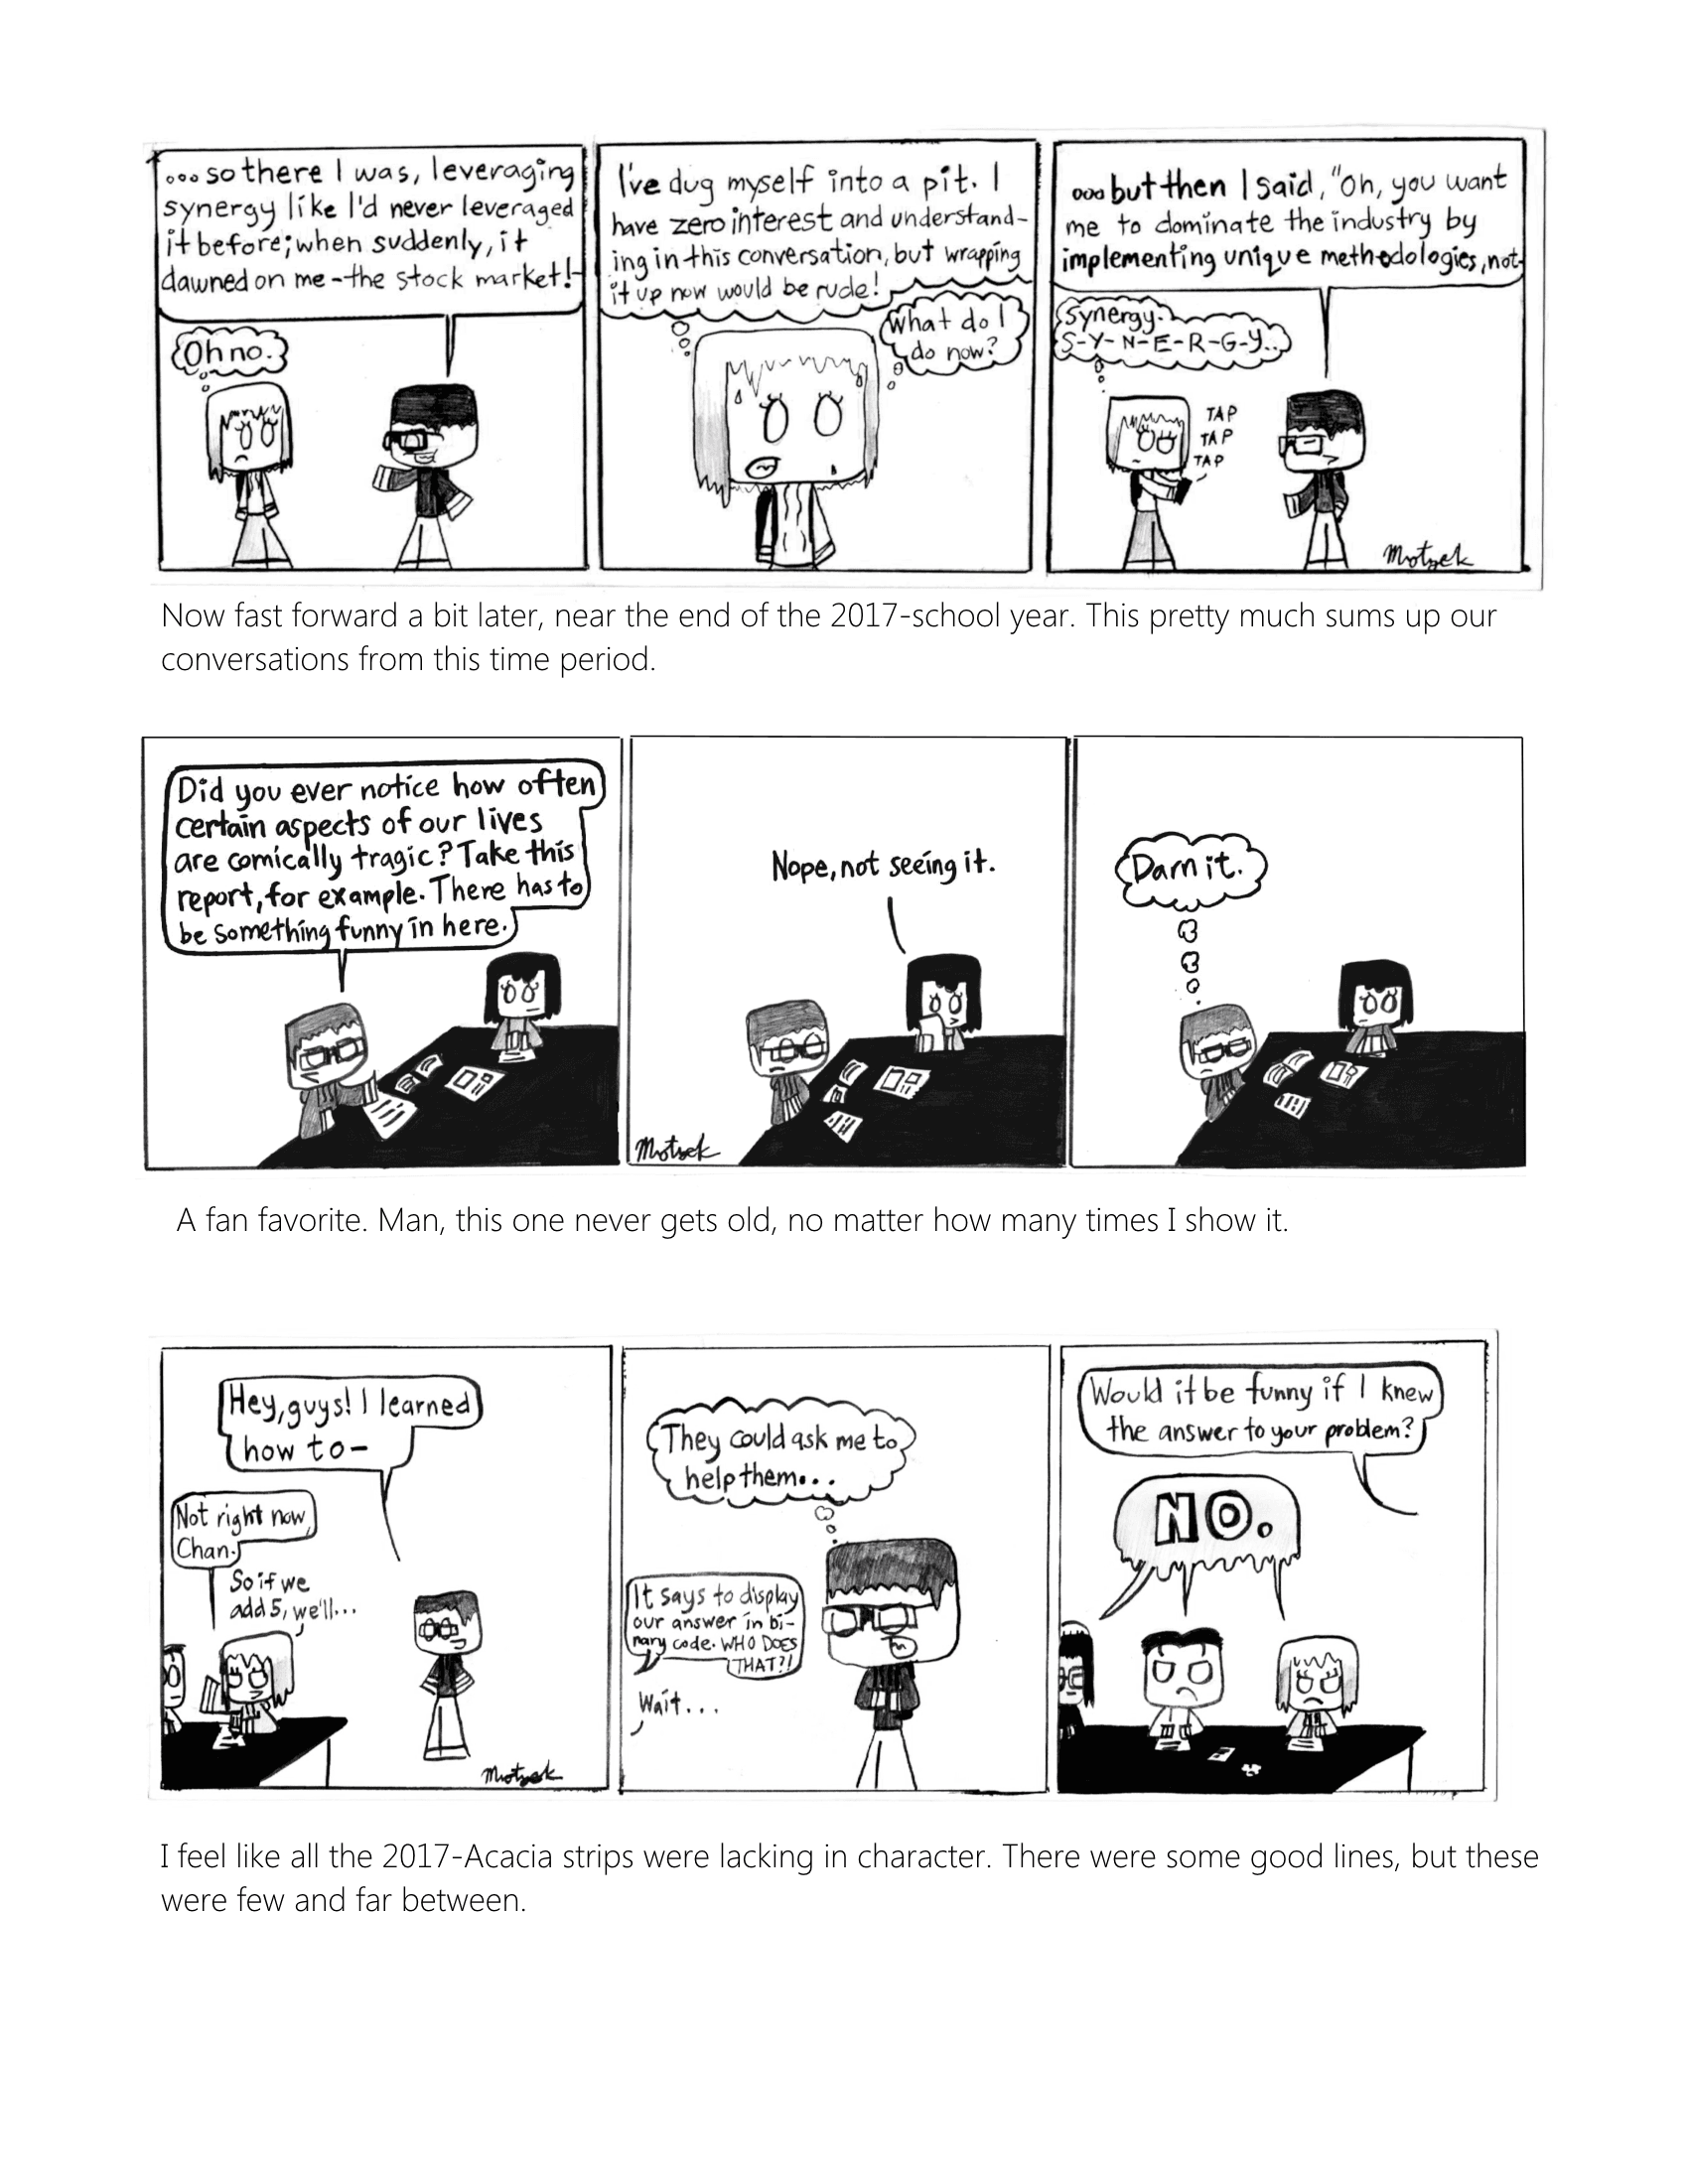 ...so there I was, leveraging
synergy like I'd never leveraged
it before; when suddenly, it
dawned on me - the stock market!-
Oh no.
I've dug myself into a pit. I
have zero interest and understand-
ing in this conversation, but wrapping
it up now would be rude!
What do I
do now?
...but then I said, "Oh, you want
me to dominate the industry by
implementing unique methodologies, not-
Synergy.
S-Y-N-E-R-G-Y...
TAP
TAP
TAP
Motzek
Now fast forward a bit later, near the end of the 2017-school year. This pretty much sums up our
conversations from this time period.
Did you ever notice how often
certain aspects of our lives
are comically tragic? Take this
report, for example. There has to
be something funny in here.
Nope, not seeing it.
Motzek
Darn it.
A fan favorite. Man, this one never gets old, no matter how many times I show it.
Hey, guys! I learned
how to-
Not right now,
Chan.
So if we
add 5, we'll...
Motzek
They could ask me to
help them...
It says to display
our answer in bi-
nary code. WHO DOES
THAT?!
Wait...
Would it be funny if I knew
the answer to your problem?
NO.
I feel like all the 2017-Acacia strips were lacking in character. There were some good lines, but these
were few and far between.